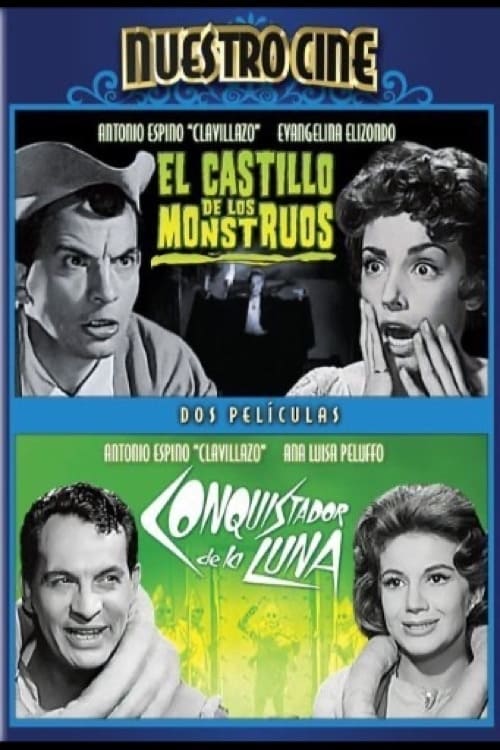 NUESTRO CINE
ANTONIO ESPINO "CLAVILLAZO" EVANGELINA ELIZONDO
EL CASTILLO
DE LOS
MONSTRUOS
DOS PELÍCULAS
ANTONIO ESPINO "CLAVILLAZO" ANA LUISA PELUFFO
CONQUISTADOR
de la LUNA